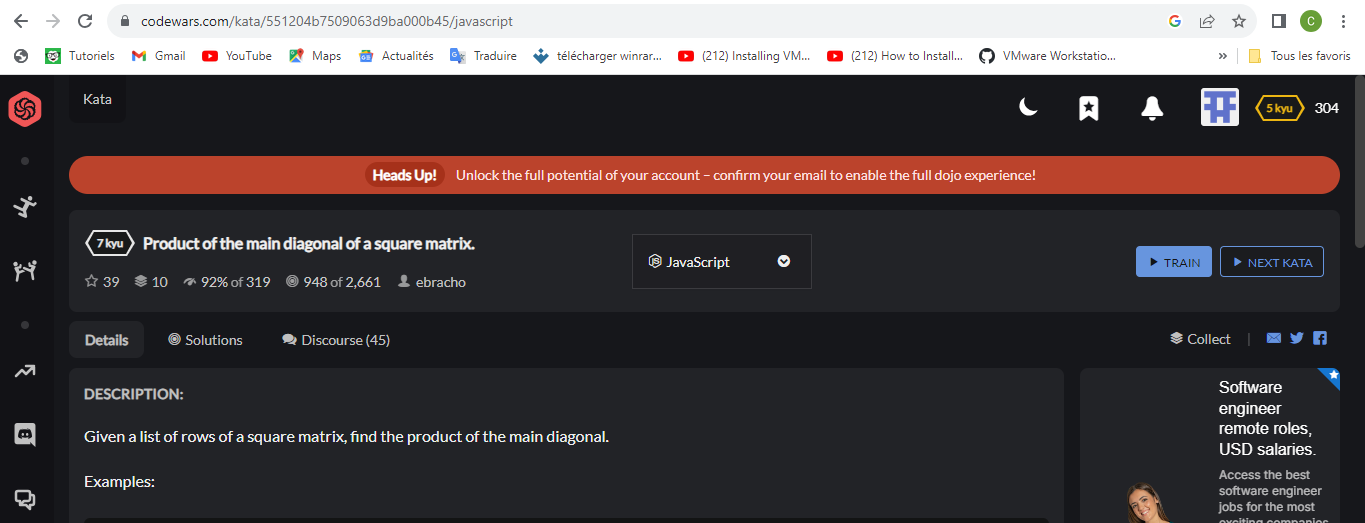 codewars.com/kata/551204b7509063d9ba000b45/javascript
C
Tutoriels Gmail YouTube Maps Actualités Traduire télécharger winrar... (212) Installing VM... (212) How to Install... VMware Workstatio... » Tous les favoris
Kata
5 kyu 304
Heads Up! Unlock the full potential of your account – confirm your email to enable the full dojo experience!
7 kyu Product of the main diagonal of a square matrix.
JavaScript
TRAIN NEXT KATA
39 10 92% of 319 948 of 2,661 ebracho
Details Solutions Discourse (45) Collect |
DESCRIPTION:
Given a list of rows of a square matrix, find the product of the main diagonal.
Examples:
Software
engineer
remote roles,
USD salaries.
Access the best
software engineer
jobs for the most
exciting companies